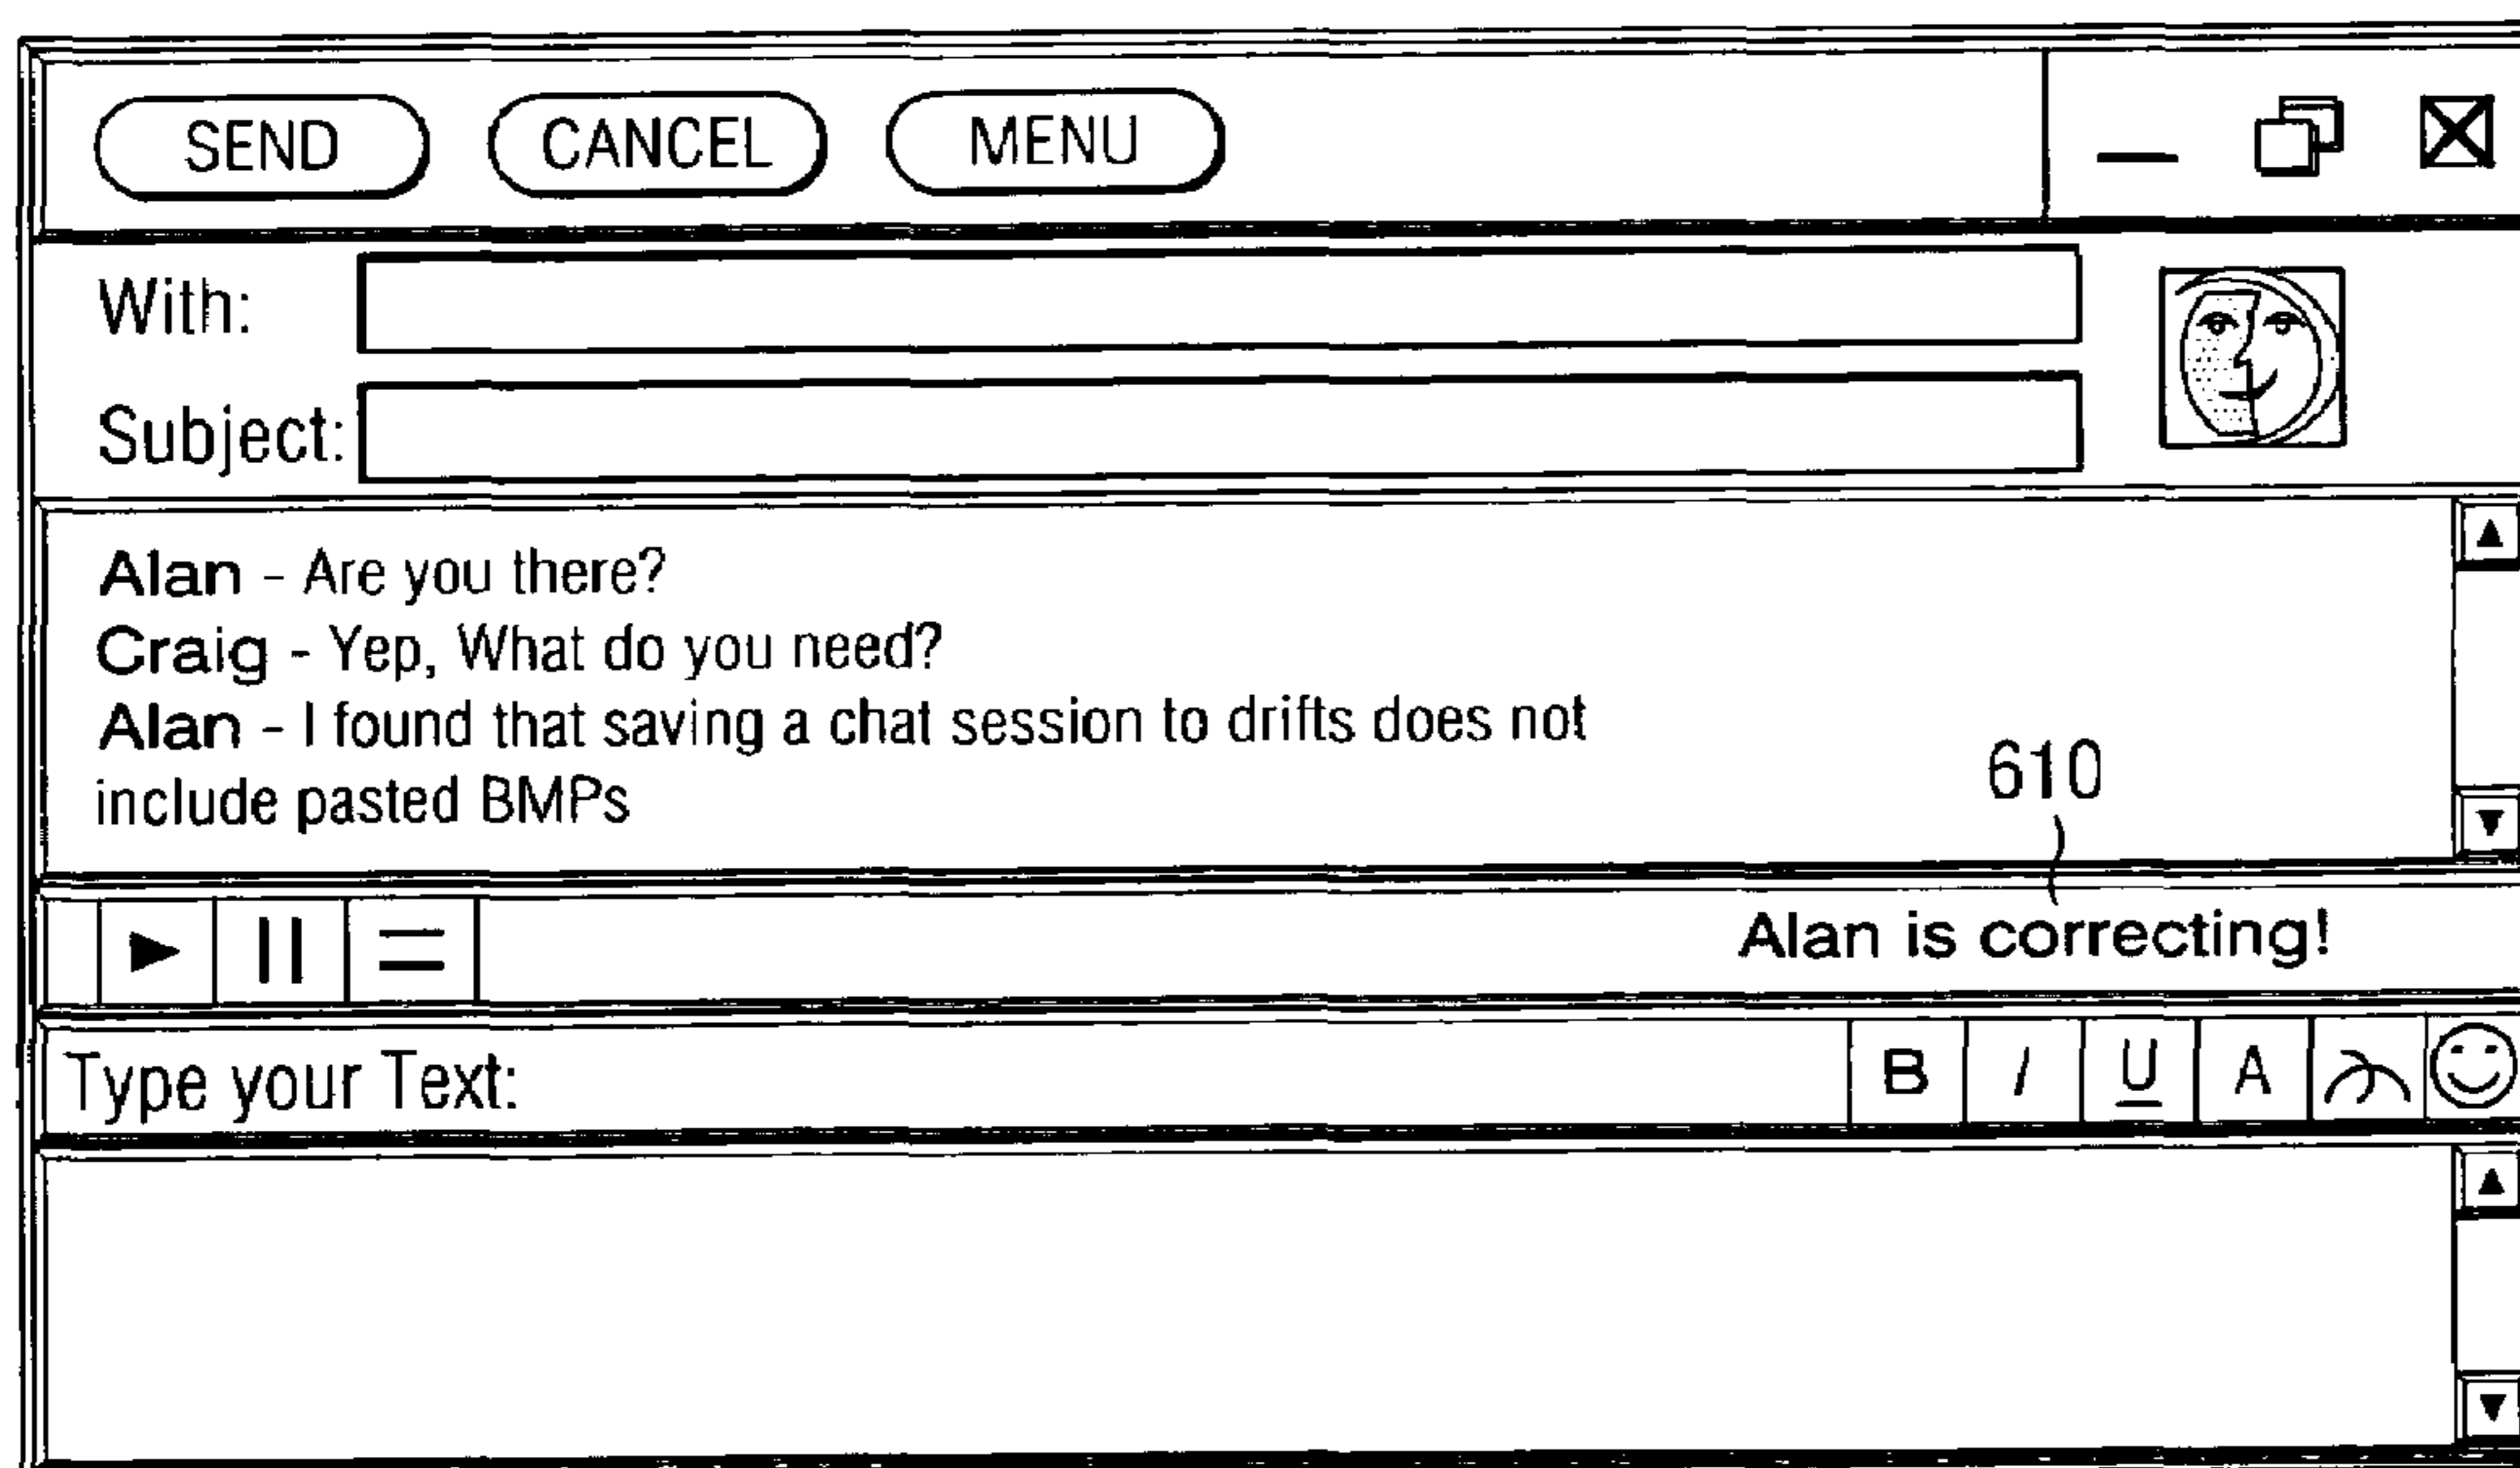 SEND CANCEL MENU
With:
Subject:
Alan - Are you there?
Craig - Yep, What do you need?
Alan - I found that saving a chat session to drifts does not
include pasted BMPs
610
Alan is correcting!
Type your Text: B I U A